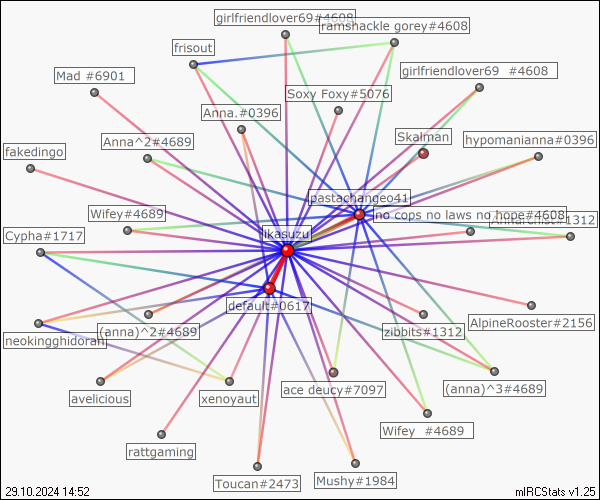 girlfriendlover69#4608
ramshackle gorey#4608
frisout
girlfriendlover69 #4608
Mad #6901
Soxy Foxy#5076
Anna.#0396
Skalman
Anna^2#4689
hypomanianna#0396
fakedingo
pastachangeo41
Wifey#4689
no cops no laws no hope#4608
#1312
Cypha#1717
likasuzu
default#0617
AlpineRooster#2156
(anna)^2#4689
zibbits#1312
neokingghidorah
ace deucy#7097
(anna)^3#4689
avelicious
xenoyaut
Wifey #4689
rattgaming
Toucan#2473
Mushy#1984
29.10.2024 14:52
mIRCStats v1.25